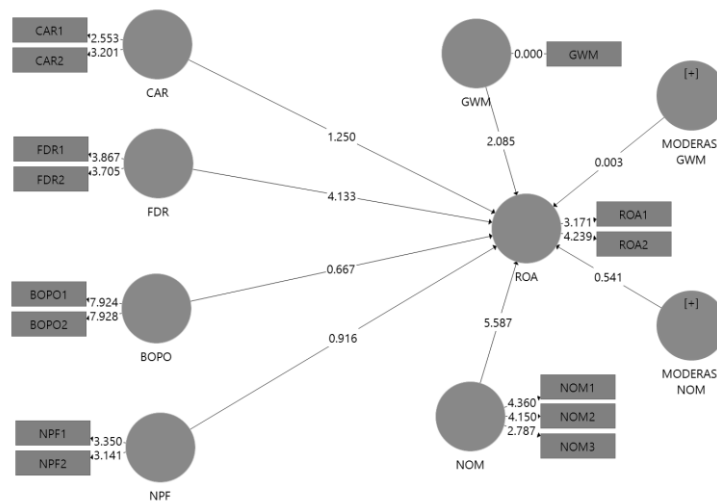 CAR1
2.553
CAR2
3.201
CAR
FDR1
3.867
FDR2
3.705
FDR
BOPO1
7.924
BOPO2
7.928
BOPO
NPF1
3.350
NPF2
3.141
NPF
1.250
4.133
0.667
0.916
GWM
0.000
GWM
2.085
[+]
MODERAS
GWM
0.003
3.171
ROA1
4.239
ROA2
ROA
0.541
[+]
MODERAS
NOM
5.587
4.360
NOM1
4.150
NOM2
2.787
NOM3
NOM